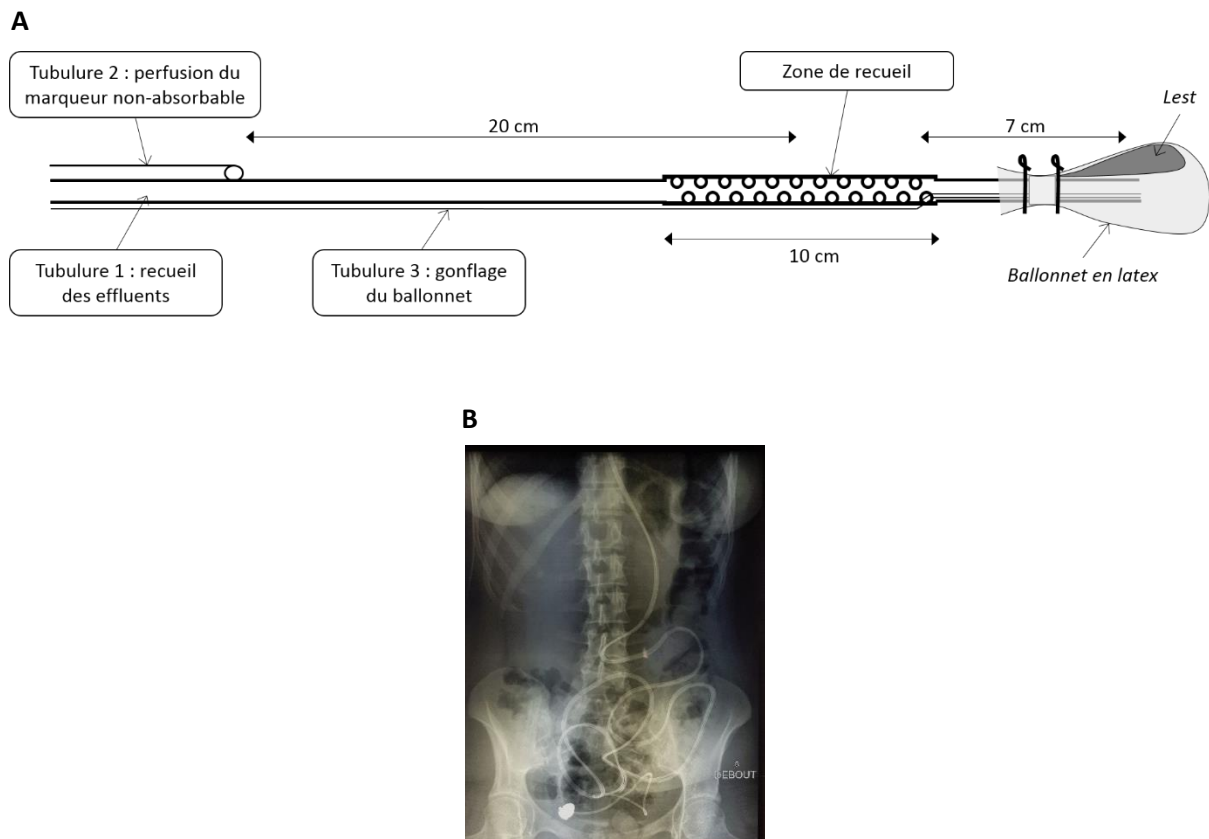 A
Tubulure 2 : perfusion du
marqueur non-absorbable
Zone de recueil
Lest
20 cm
7 cm
Tubulure 1 : recueil
des effluents
Tubulure 3 : gonflage
du ballonnet
10 cm
Ballonnet en latex
B
DEBOUT